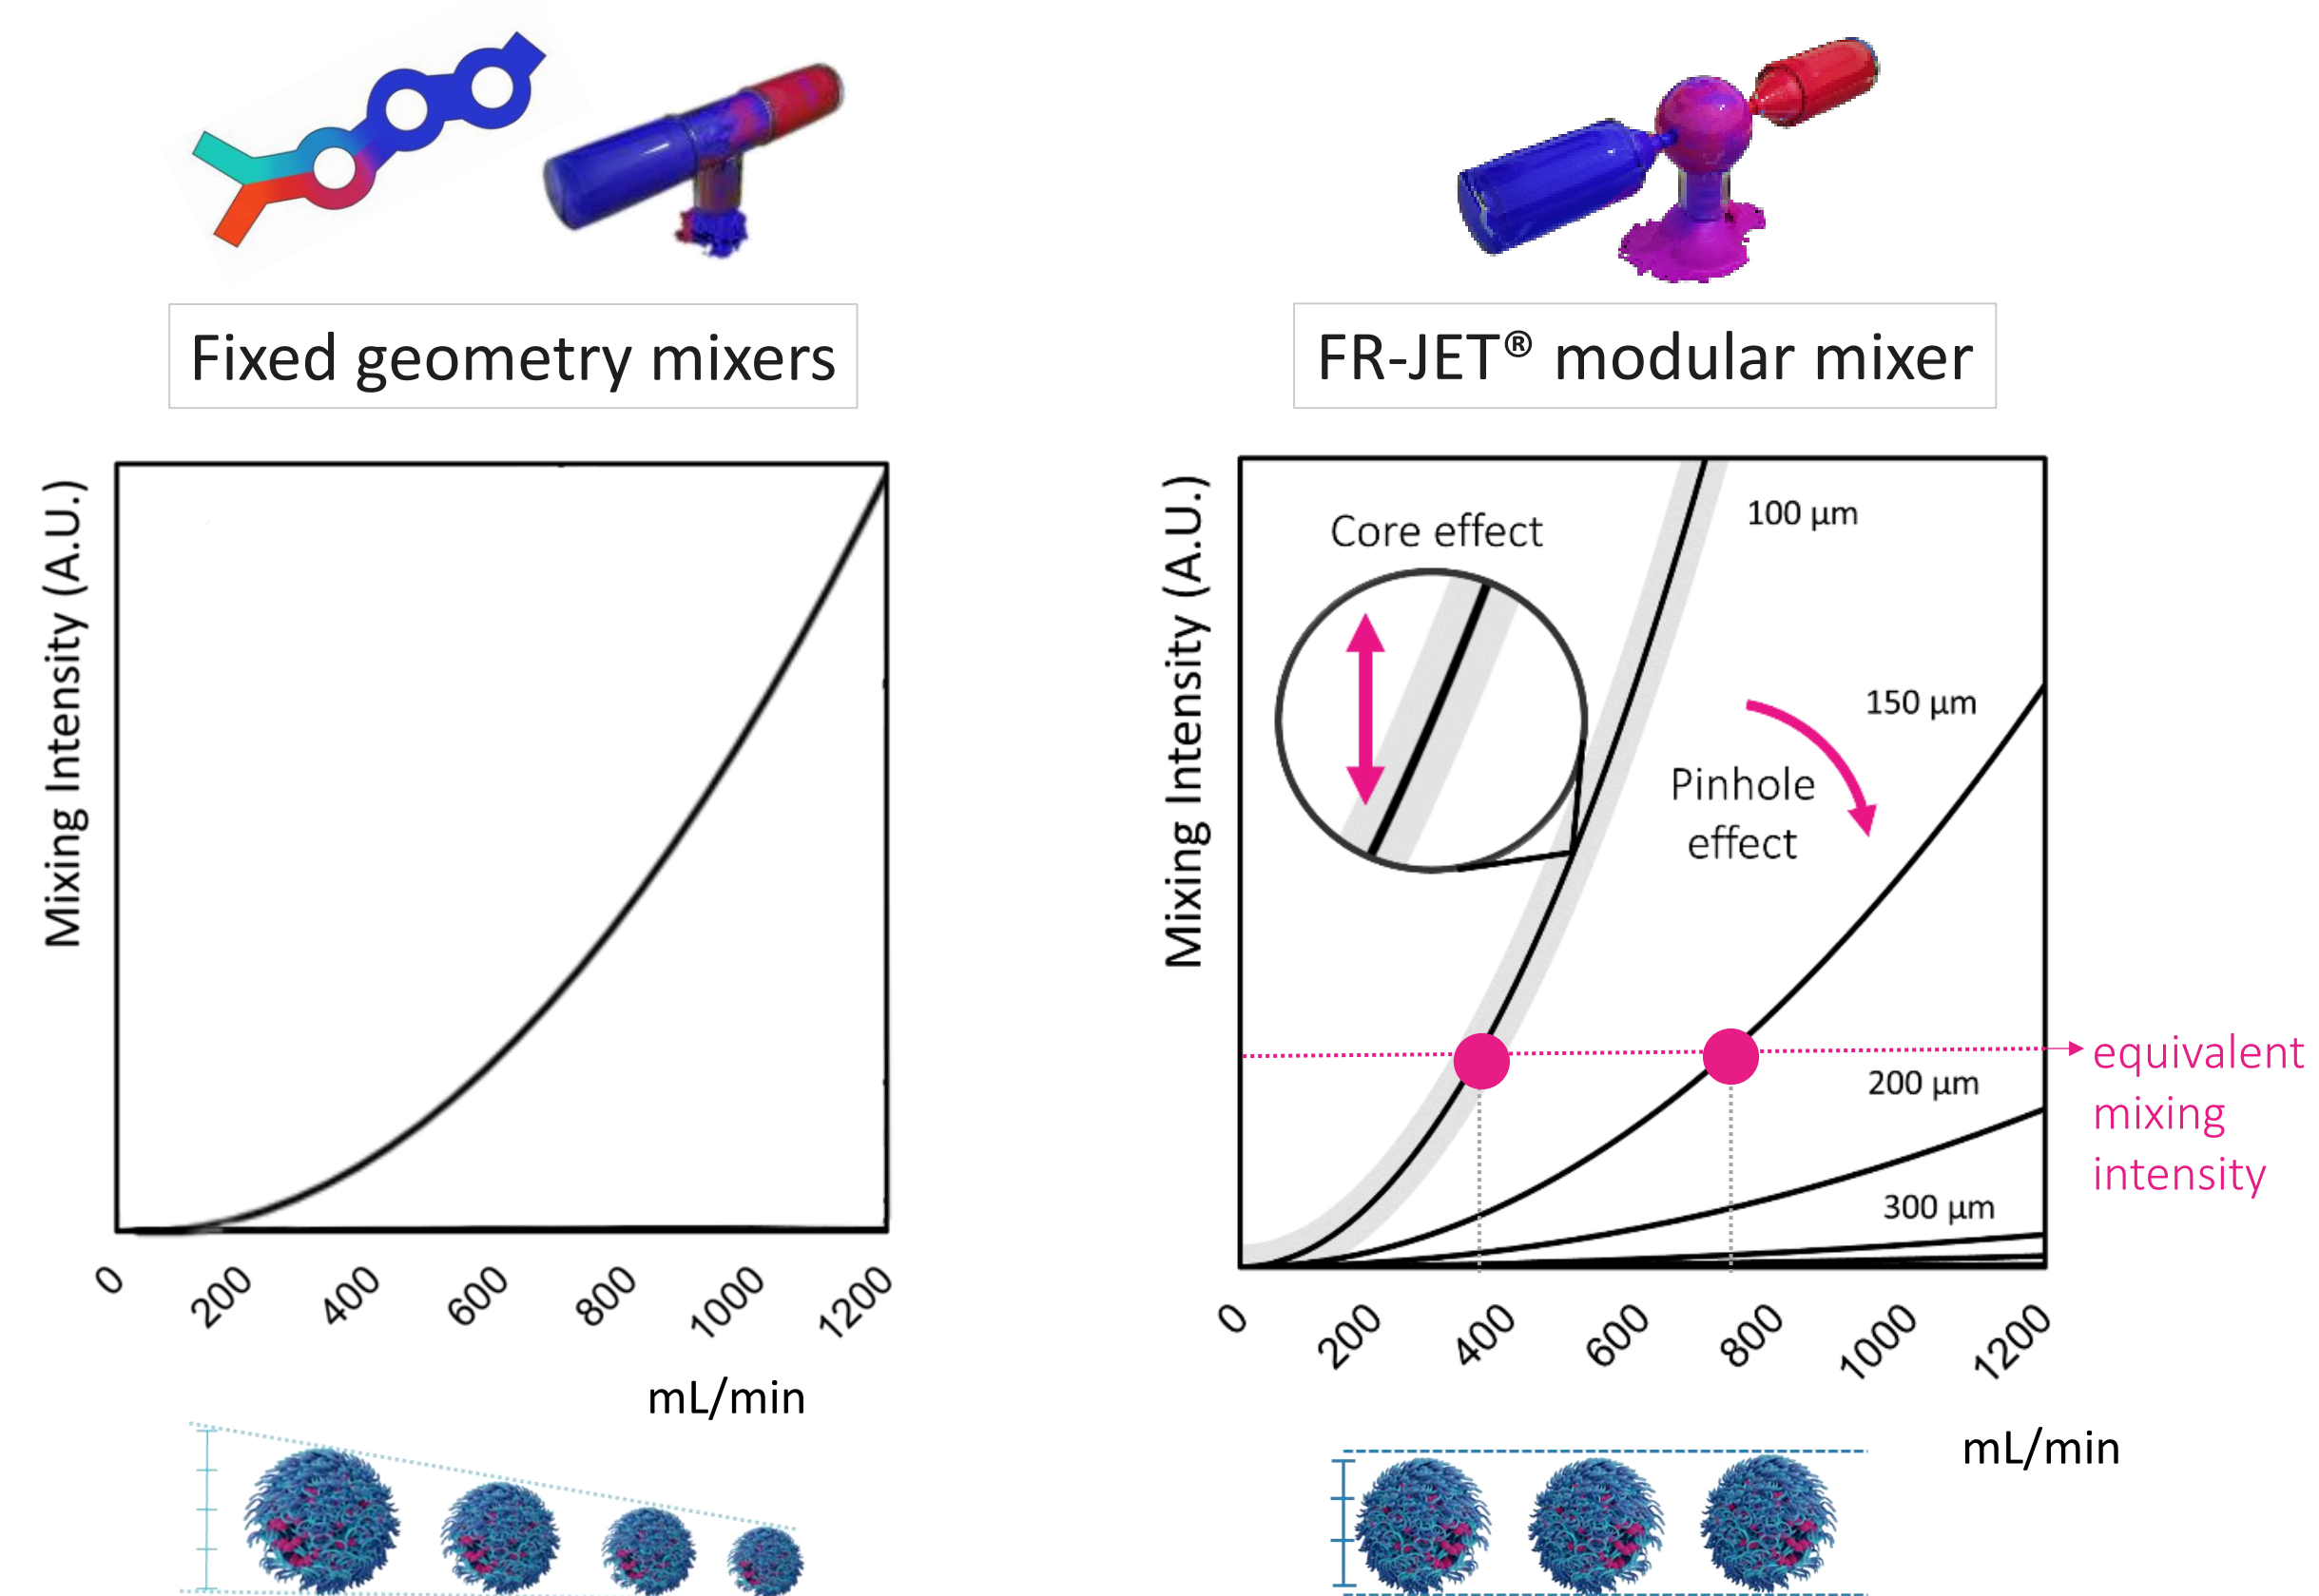 Fixed geometry mixers
Mixing Intensity (A.U.)
0
200
400
600
800
1000
1200
mL/min
FR-JET® modular mixer
Mixing Intensity (A.U.)
Core effect
100 µm
150 µm
Pinhole
effect
200 µm
300 µm
equivalent
mixing
intensity
0
200
400
600
800
1000
1200
mL/min